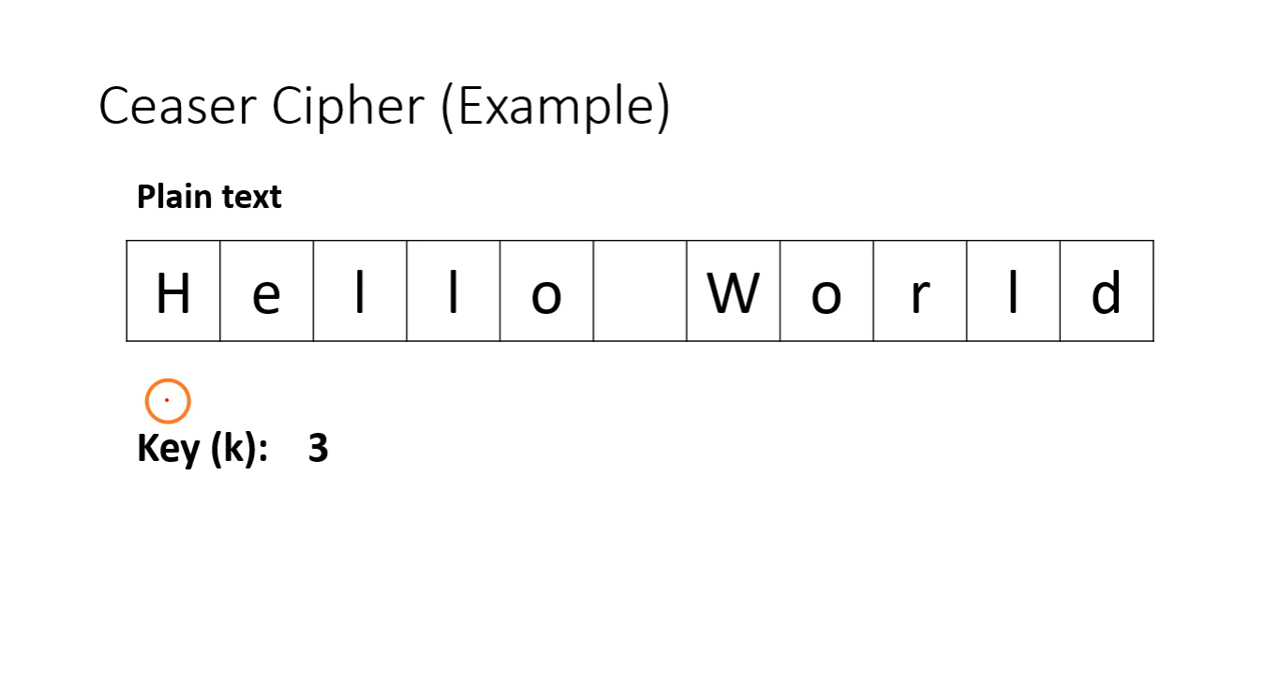 Ceaser Cipher (Example)
Plain text
H e l l o W o r l d
Key (k): 3